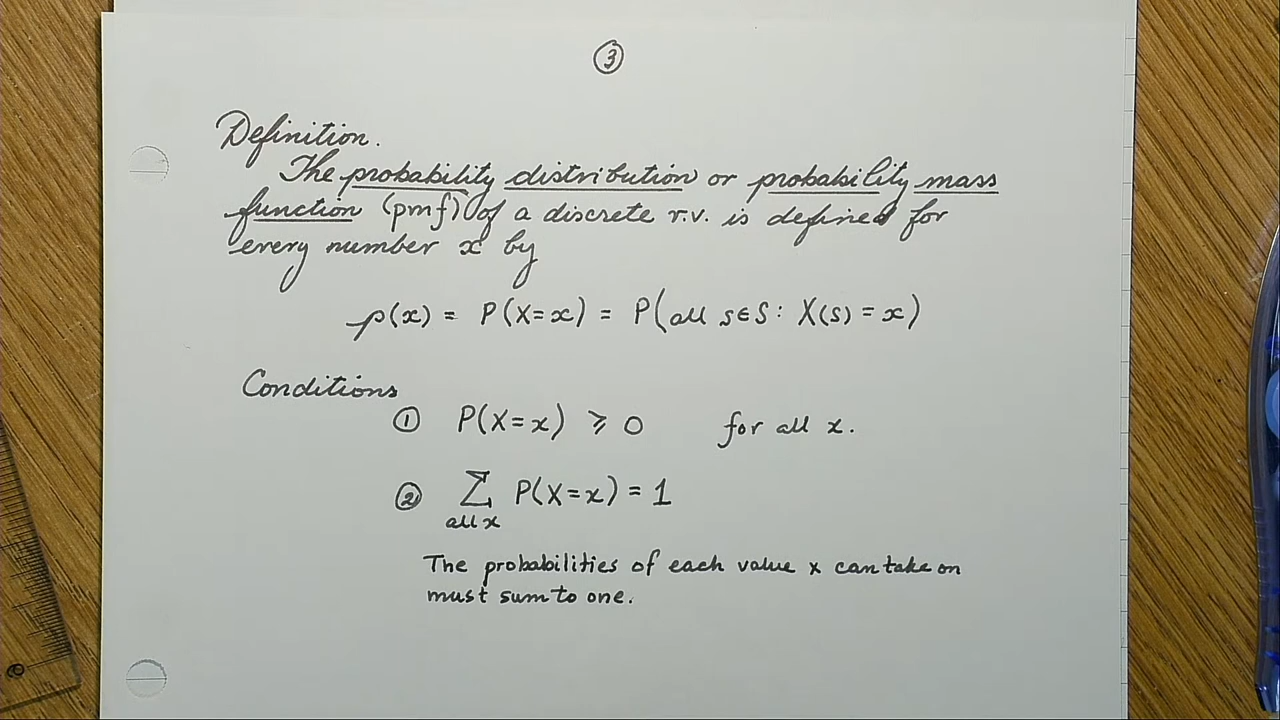 ③
Definition.
The probability distribution or probability mass
function (pmf) of a discrete r.v. is defined for
every number x by
p(x) = P(X=x) = P(all s∈S: X(s) = x)
Conditions
① P(X=x) ⩾ 0 for all x.
② ∑ P(X=x) = 1
all x
The probabilities of each value x can take on
must sum to one.
0